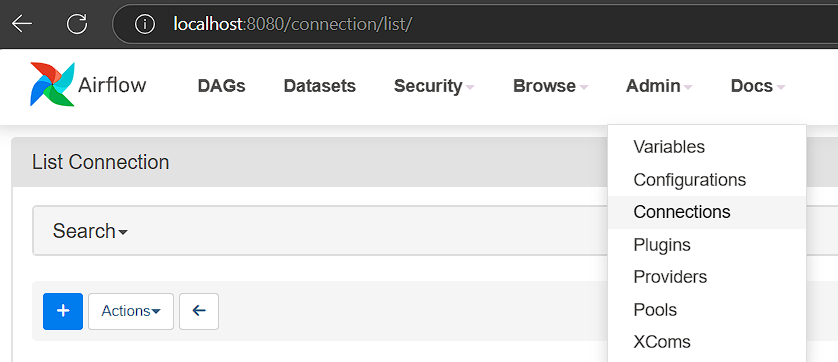 localhost:8080/connection/list/
Airflow DAGs Datasets Security Browse Admin Docs
List Connection
Search
+ Actions
Variables
Configurations
Connections
Plugins
Providers
Pools
XComs